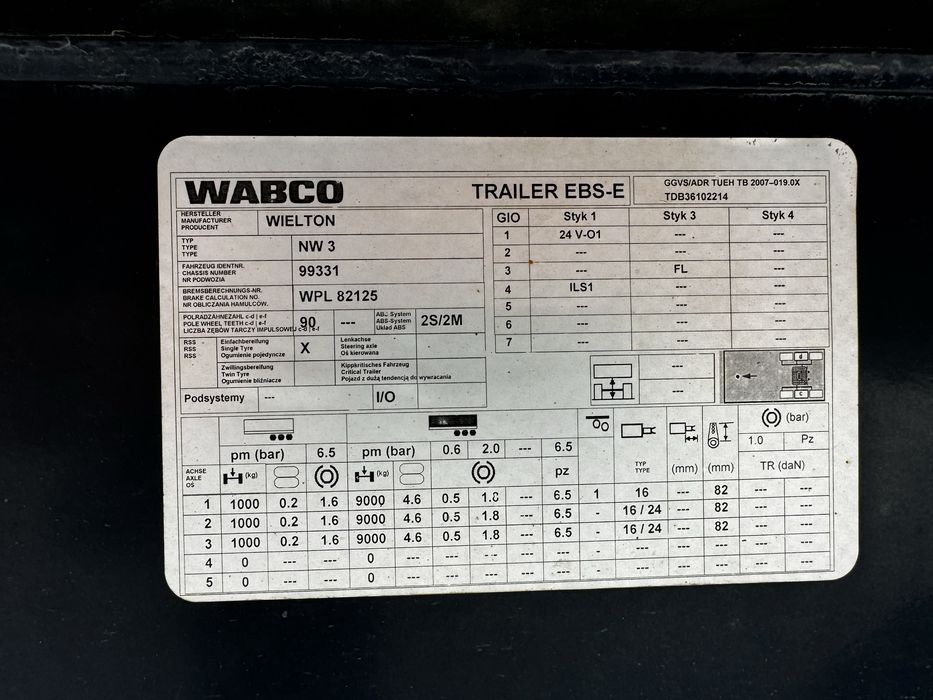 WABCO TRAILER EBS-E GGVS/ADR TUEH TB 2007–019.0X
TDB36102214
HERSTELLER
MANUFACTURER
PRODUCENT
WIELTON
TYP
TYPE
TYPE
NW 3
FAHRZEUG IDENTNR.
CHASSIS NUMBER
NR PODWOZIA
99331
BREMSBERECHNUNGS-NR.
BRAKE CALCULATION NO.
NR OBLICZANIA HAMULCÓW.
WPL 82125
POLRADZÄHNEZAHL c-d | e-f
POLE WHEEL TEETH c-d | e-f
LICZBA ZĘBÓW TARCZY IMPULSOWEJ c-d | e-f
90 ---
ABS System
ABS-System
Uklad ABS
2S/2M
RSS
RSS
RSS
Einfachbereifung
Single Tyre
Ogumienie pojedyncze
X
Lenkachse
Steering axle
Oś kierowana
Zwillingsbereifung
Twin Tyre
Ogumienie bliźniacze
Kippkritisches Fahrzeug
Critical Trailer
Pojazd z dużą tendencją do wywracania
Podsystemy --- I/O
GIO Styk 1 Styk 3 Styk 4
1 24 V-O1 --- ---
2 --- --- ---
3 --- FL ---
4 ILS1 --- ---
5 --- --- ---
6 --- --- ---
7 --- --- ---
---
---
b
c
pm (bar) 6.5 pm (bar) 0.6 2.0 --- 6.5
(bar)
1.0 Pz
ACHSE
AXLE
OŚ
(kg) (kg) pz
TYP
TYPE
(mm) (mm) TR (daN)
1 1000 0.2 1.6 9000 4.6 0.5 1.8 --- 6.5 1 16 --- 82 --- ---
2 1000 0.2 1.6 9000 4.6 0.5 1.8 --- 6.5 - 16 / 24 --- 82 --- ---
3 1000 0.2 1.6 9000 4.6 0.5 1.8 --- 6.5 - 16 / 24 --- 82 --- ---
4 0 --- --- 0 --- --- --- --- --- - --- --- --- --- ---
5 0 --- --- 0 --- --- --- --- --- - --- --- --- --- ---